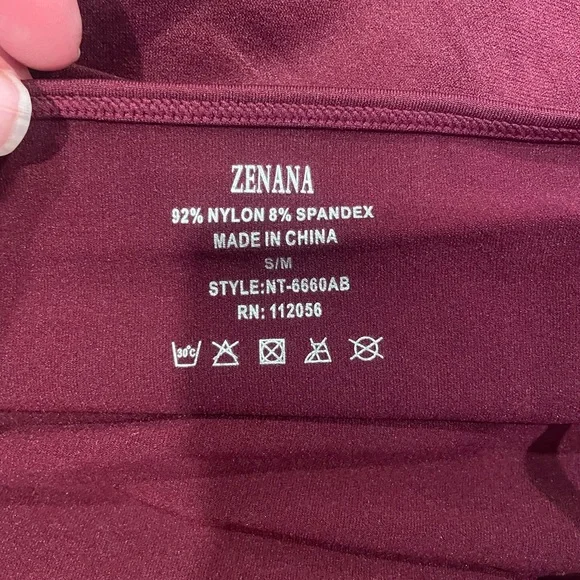 ZENANA
92% NYLON 8% SPANDEX
MADE IN CHINA
S/M
STYLE:NT-6660AB
RN: 112056
30°C